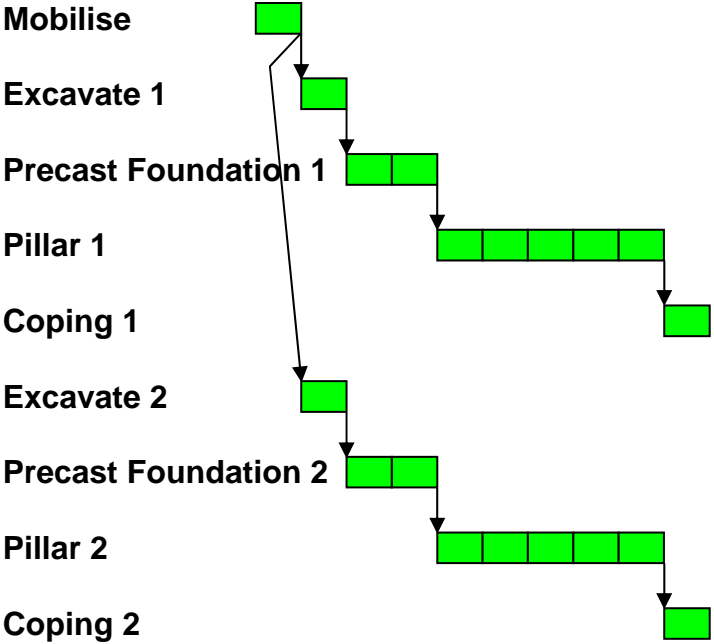 Mobilise
Excavate 1
Precast Foundation 1
Pillar 1
Coping 1
Excavate 2
Precast Foundation 2
Pillar 2
Coping 2